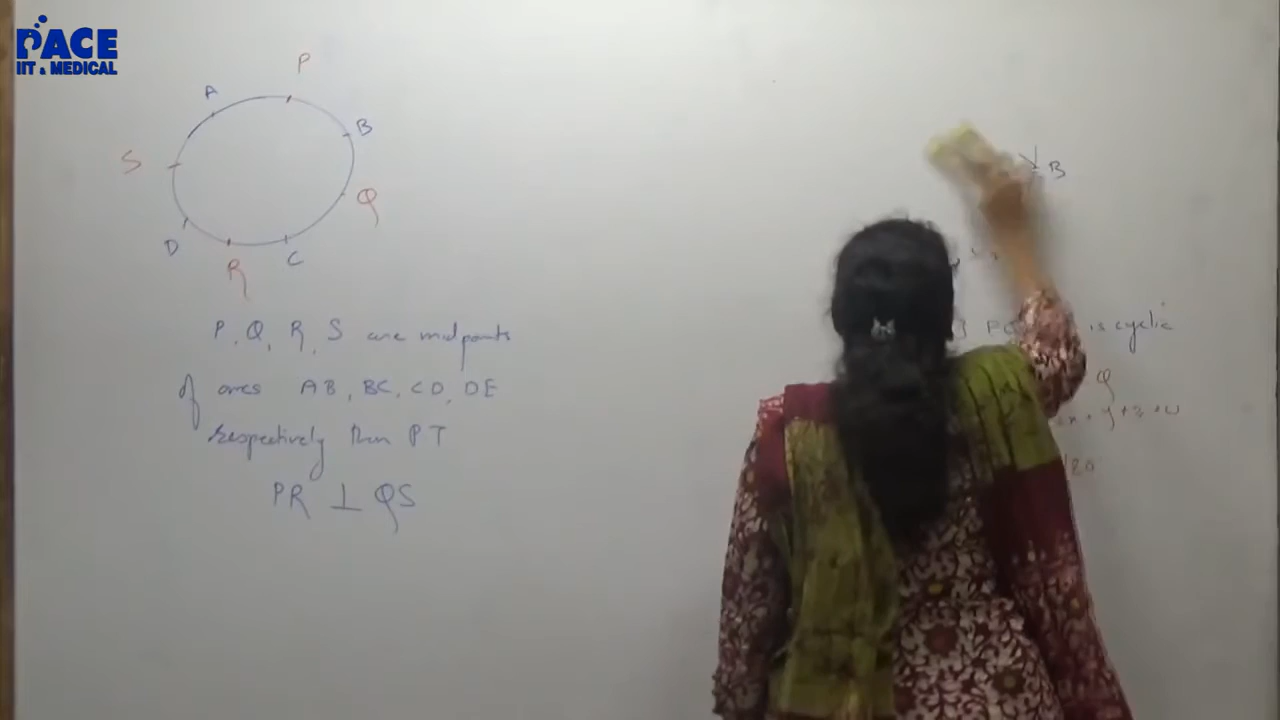 PACE
IIT & MEDICAL
P
A
B
S
Q
D
R
C
P, Q, R, S are midpoints
of arcs AB, BC, CD, DE
respectively then PT
PR ⊥ QS
B
is cyclic
Q